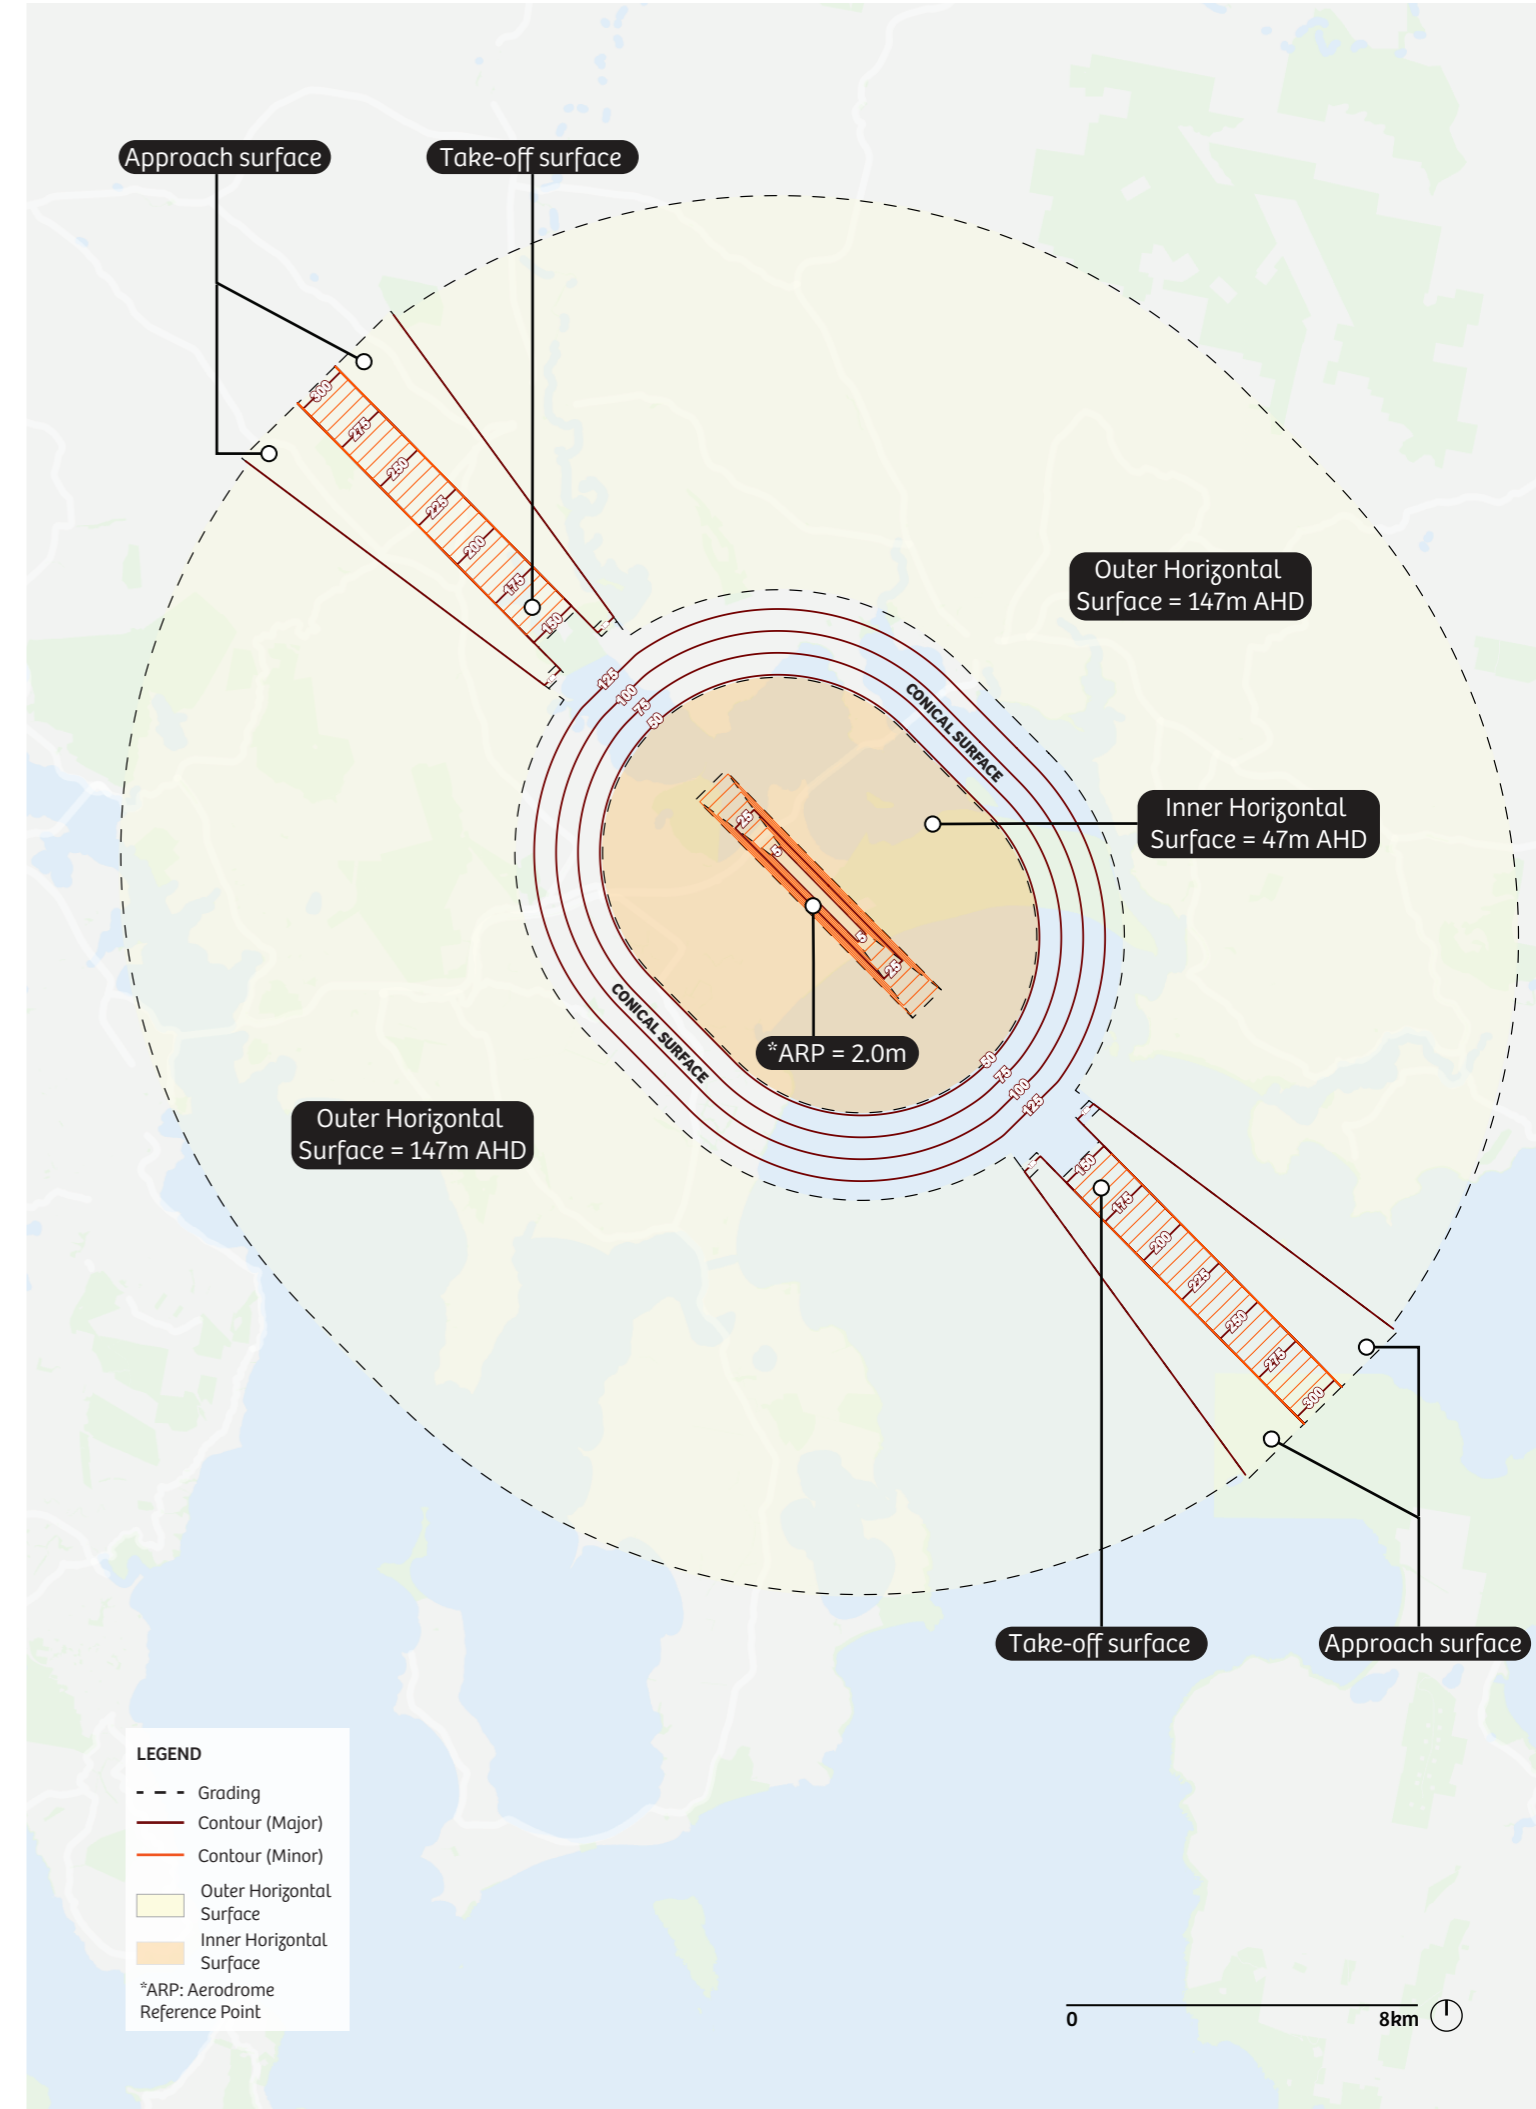 Approach surface
Take-off surface
300
275
250
225
200
175
150
Outer Horizontal
Surface = 147m AHD
125
100
75
50
CONICAL SURFACE
Inner Horizontal
Surface = 47m AHD
25
5
5
25
CONICAL SURFACE
*ARP = 2.0m
50
75
100
125
Outer Horizontal
Surface = 147m AHD
150
175
200
225
250
275
300
Take-off surface
Approach surface
LEGEND
Grading
Contour (Major)
Contour (Minor)
Outer Horizontal
Surface
Inner Horizontal
Surface
*ARP: Aerodrome
Reference Point
0
8km